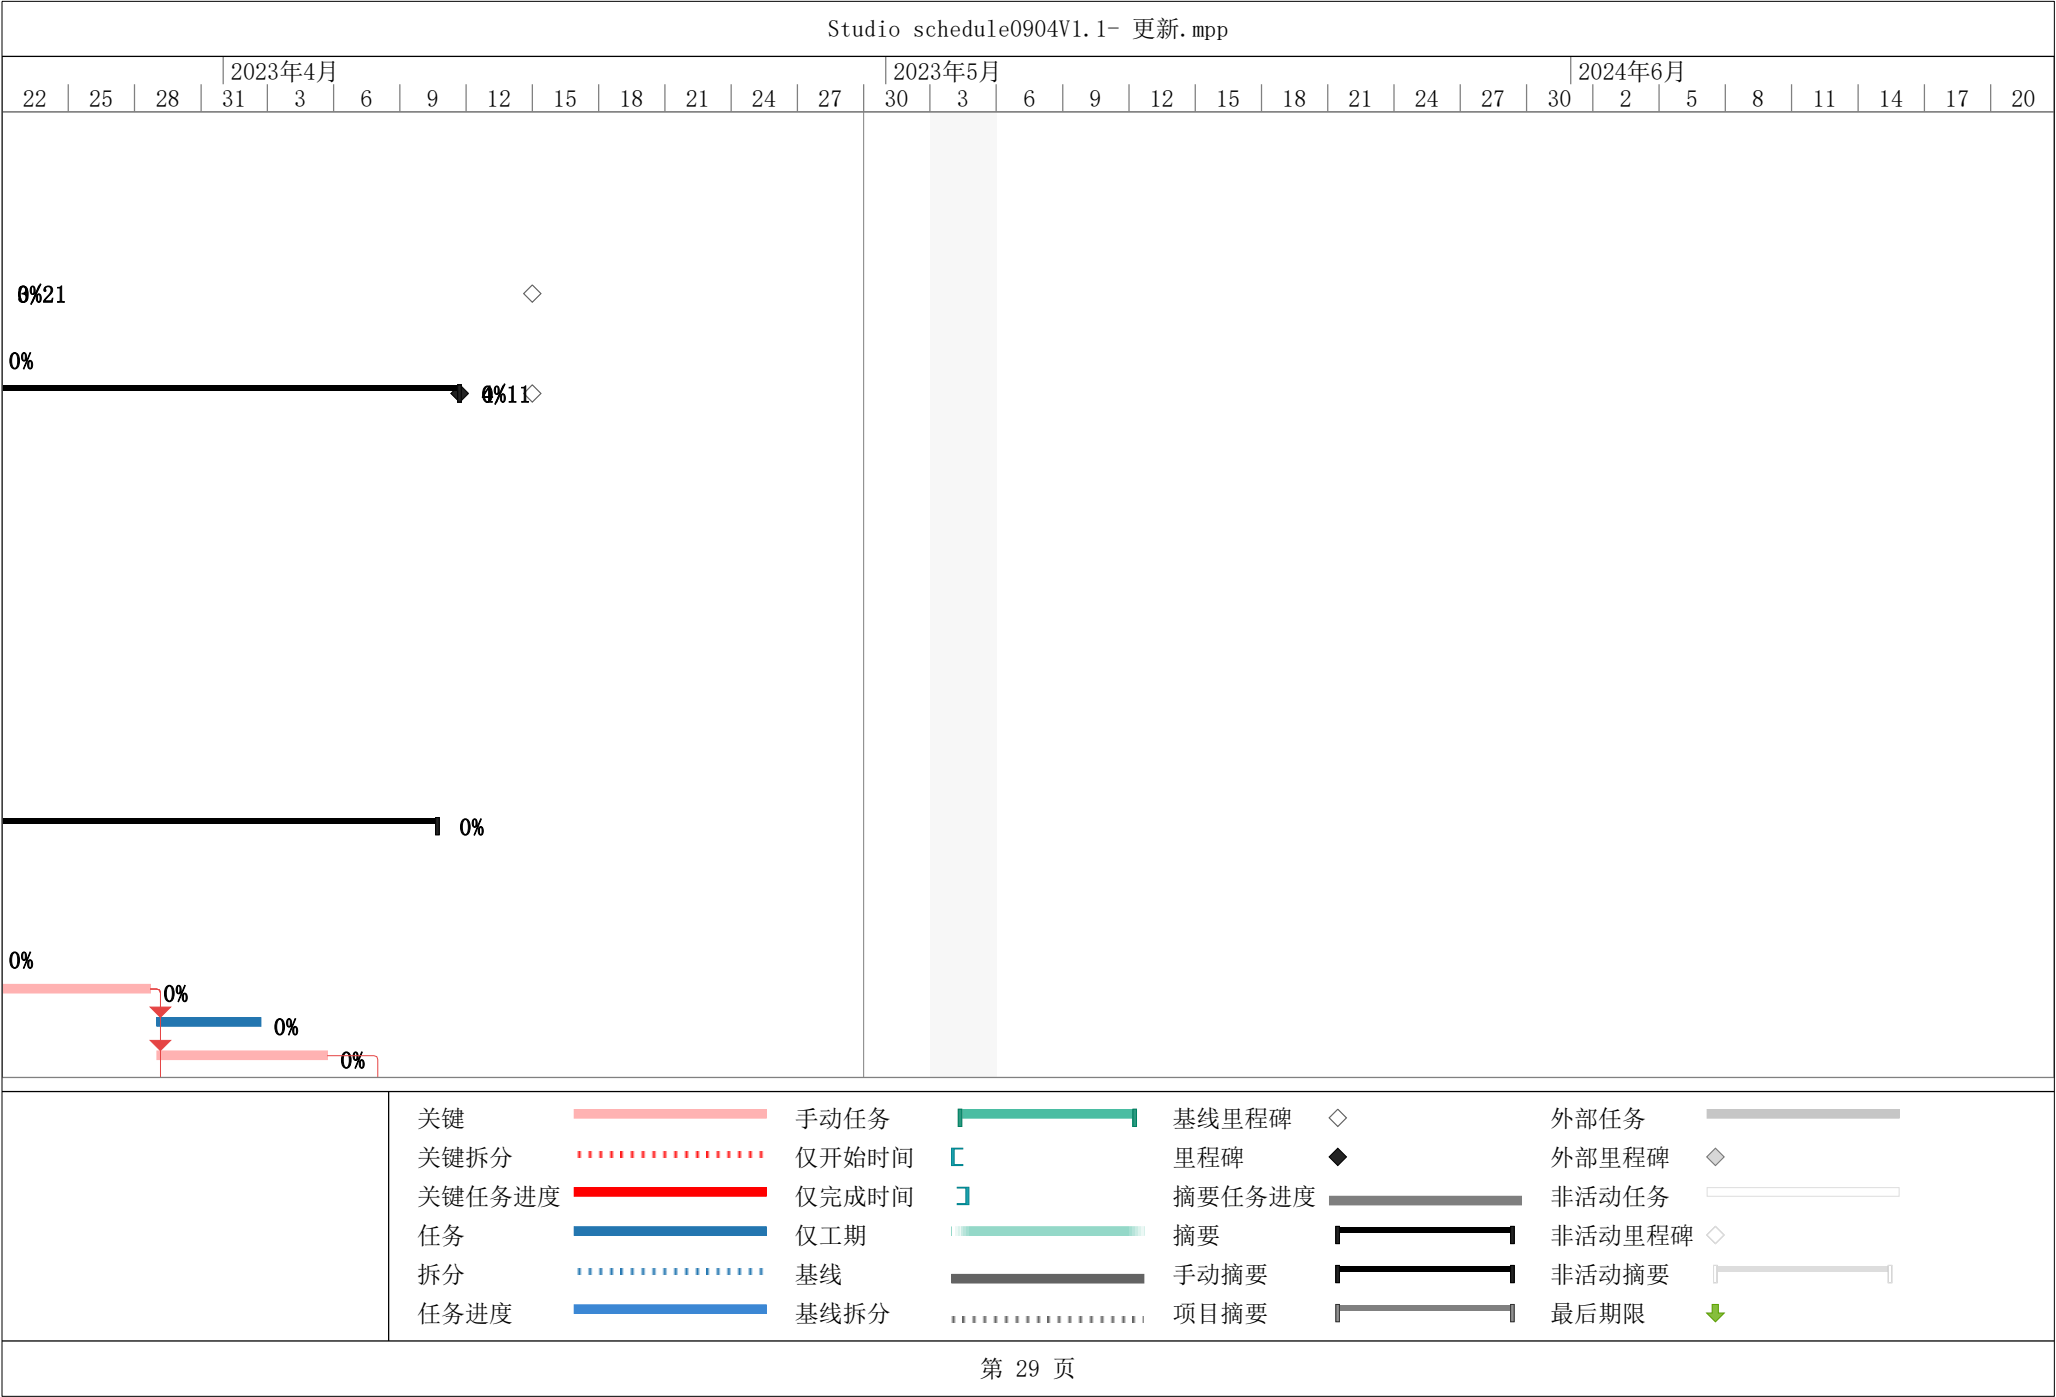 Studio schedule0904V1.1- 更新.mpp
2023年4月 2023年5月 2024年6月
22 25 28 31 3 6 9 12 15 18 21 24 27 30 3 6 9 12 15 18 21 24 27 30 2 5 8 11 14 17 20
0%
0%
0%
0%
0%
0%
关键 手动任务 基线里程碑 外部任务
关键拆分 仅开始时间 里程碑 外部里程碑
关键任务进度 仅完成时间 摘要任务进度 非活动任务
任务 仅工期 摘要 非活动里程碑
拆分 基线 手动摘要 非活动摘要
任务进度 基线拆分 项目摘要 最后期限
第 29 页